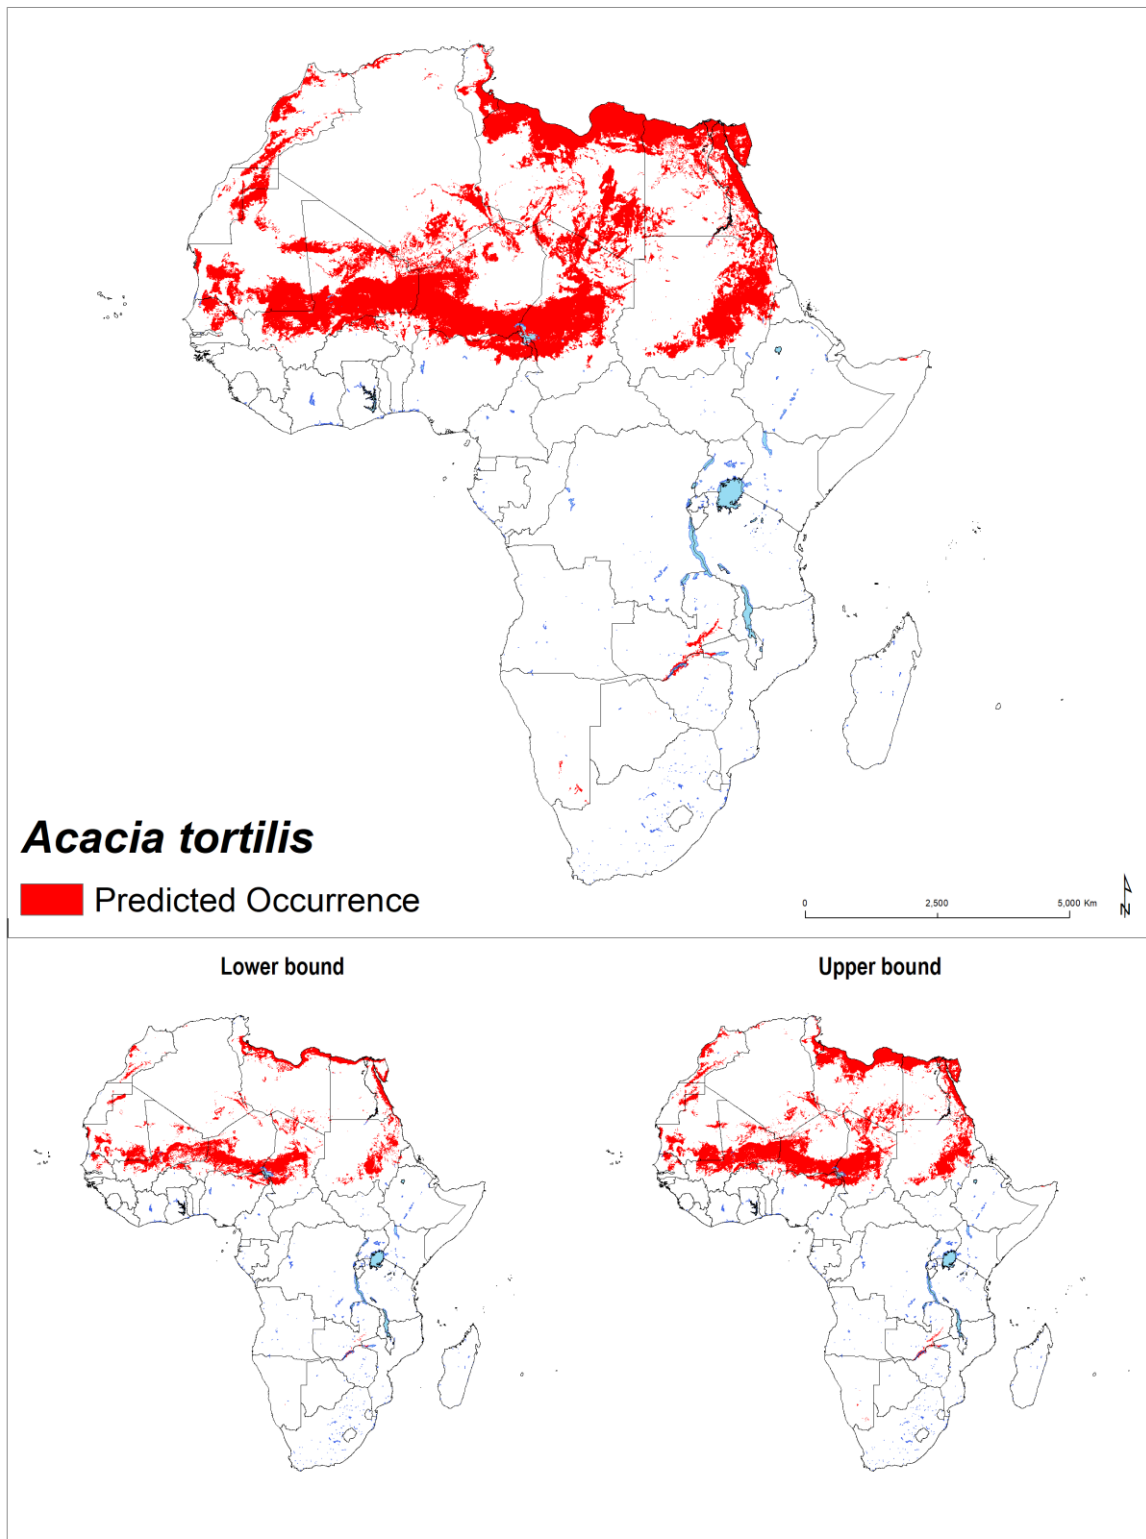 Acacia tortilis
Predicted Occurrence
0 2,500 5,000 Km
N
Lower bound
Upper bound